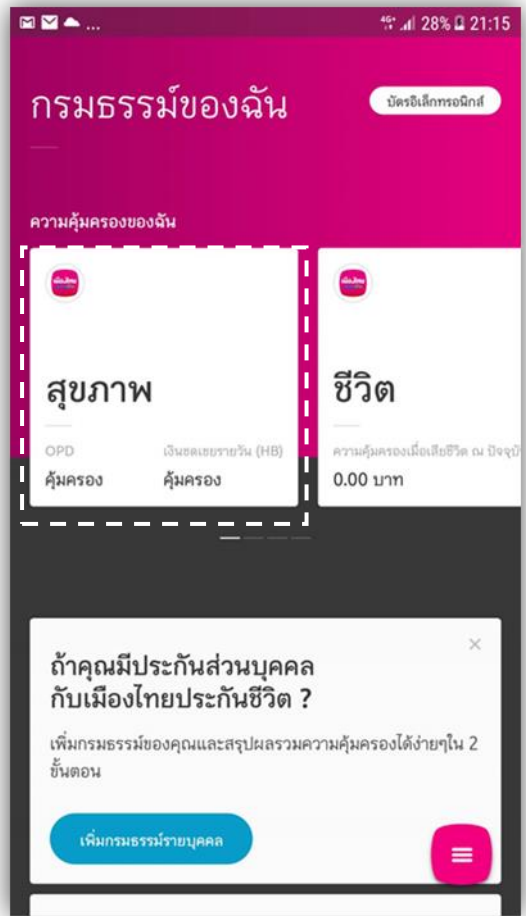 ... 4G+ 28% 21:15
กรมธรรม์ของฉัน
บัตรอิเล็กทรอนิกส์
ความคุ้มครองของฉัน
สุขภาพ
OPD เงินชดเชยรายวัน (HB)
คุ้มครอง คุ้มครอง
ชีวิต
ความคุ้มครองเมื่อเสียชีวิต ณ ปัจจุบั
0.00 บาท
ถ้าคุณมีประกันส่วนบุคคล
กับเมืองไทยประกันชีวิต ?
เพิ่มกรมธรรม์ของคุณและสรุปผลรวมความคุ้มครองได้ง่ายๆใน 2
ขั้นตอน
เพิ่มกรมธรรม์รายบุคคล